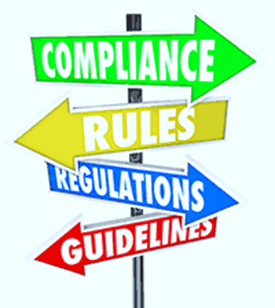 COMPLIANCE
RULES
REGULATIONS
GUIDELINES